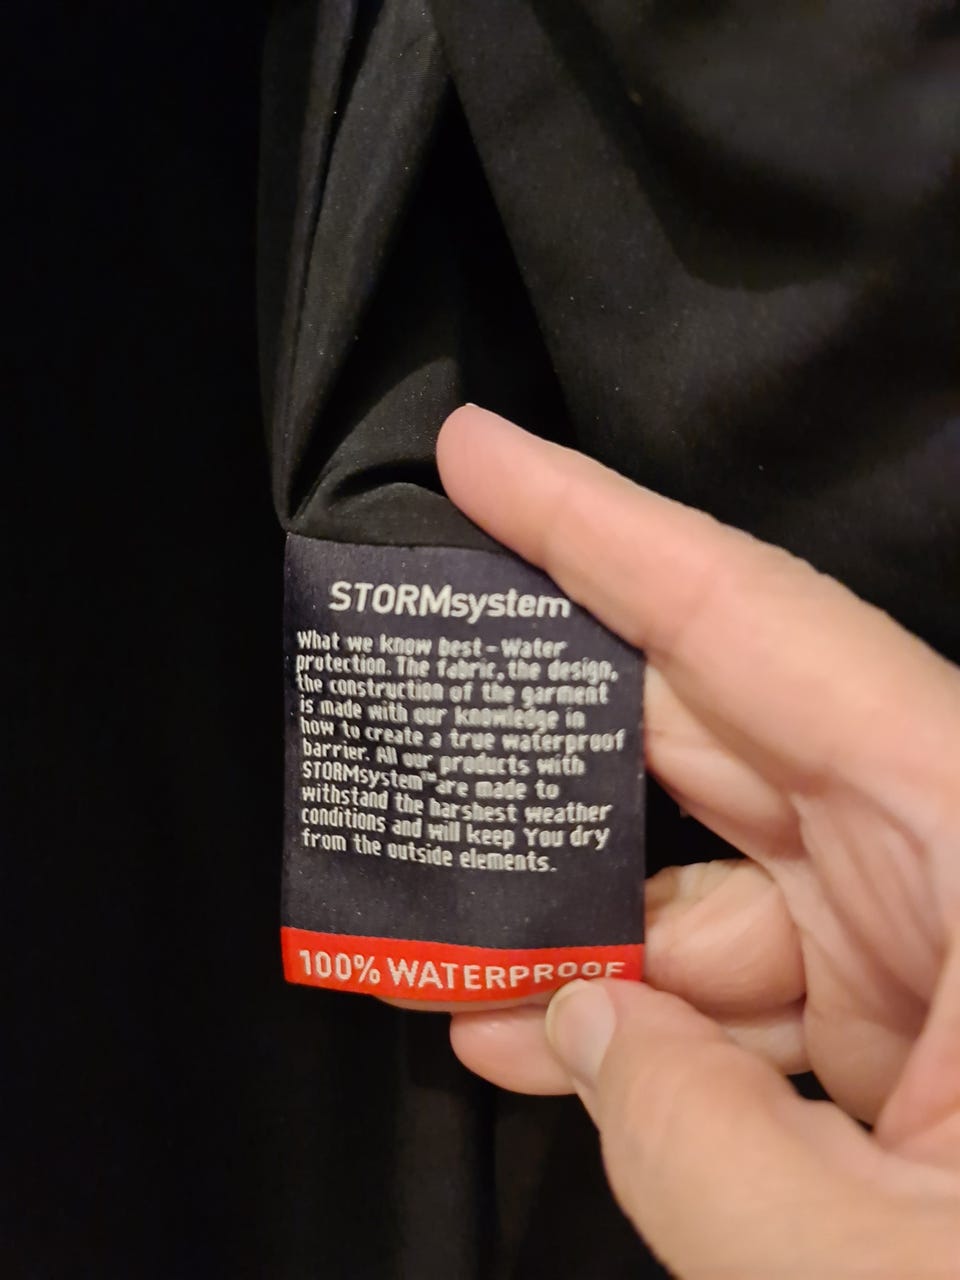 STORMsystem
What we know best - Water
protection. The fabric, the design,
the construction of the garment
is made with our knowledge in
how to create a true waterproof
barrier. All our products with
STORMsystem™ are made to
withstand the harshest weather
conditions and will keep You dry
from the outside elements.
100% WATERPROOF